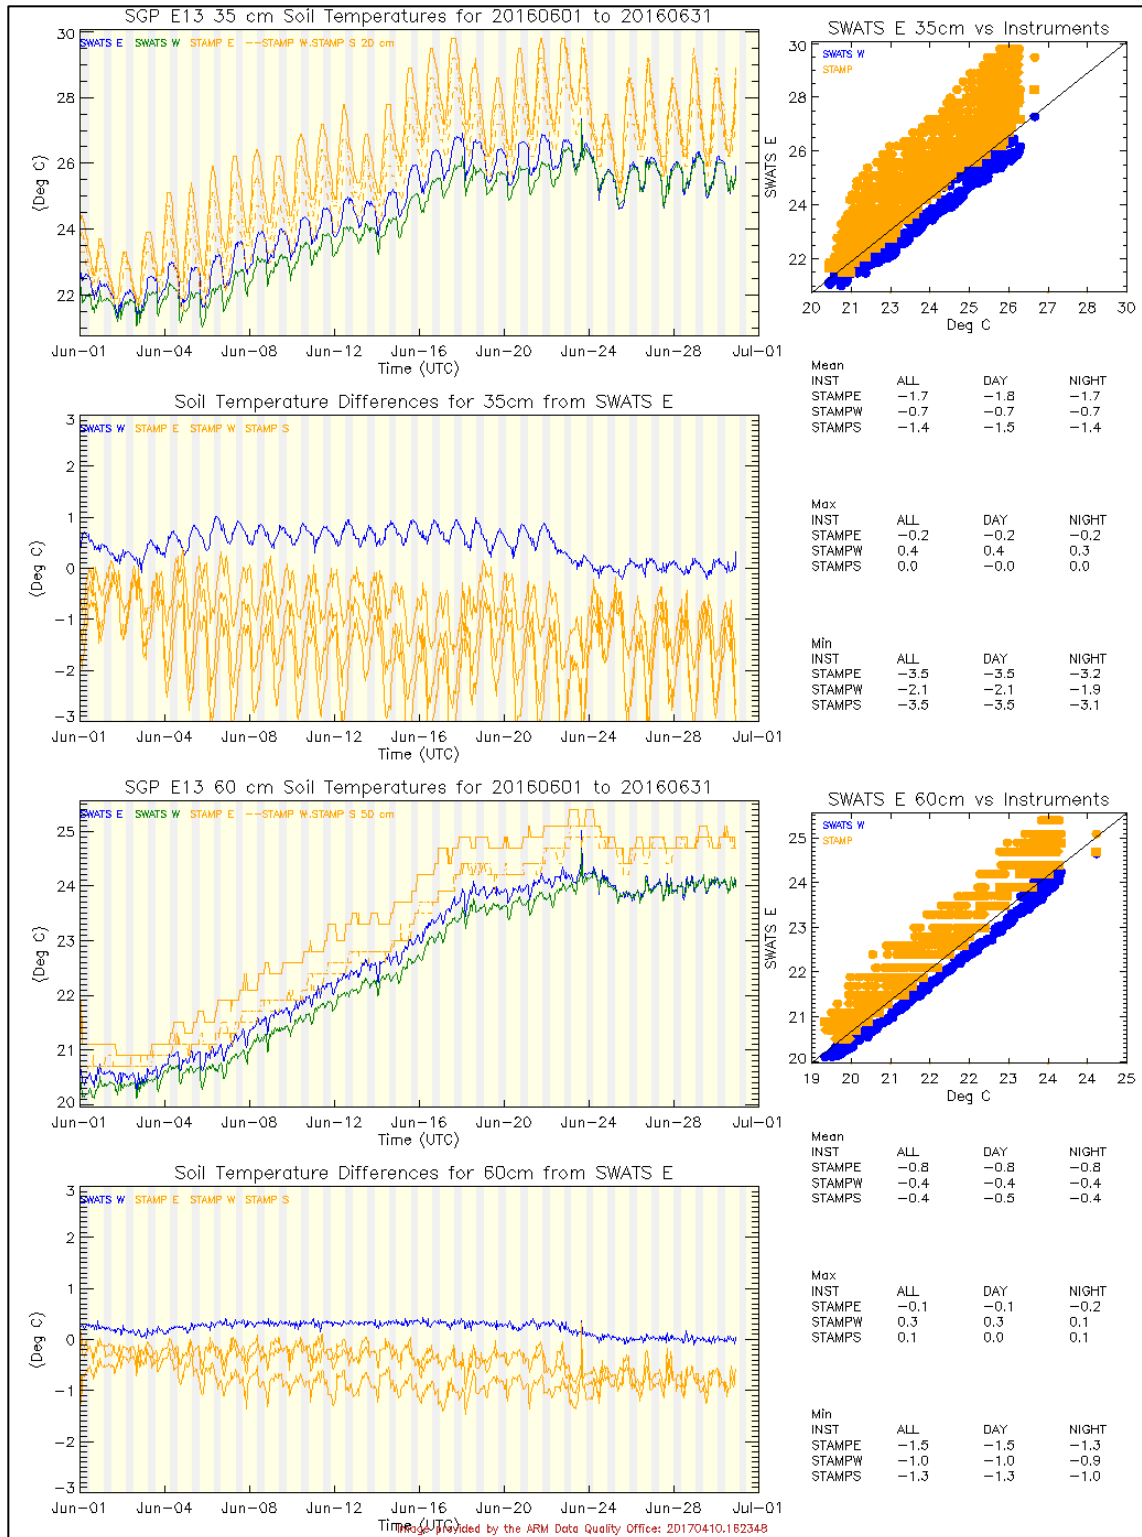 SGP E13 35 cm Soil Temperatures for 20160601 to 20160631
SWATS E SWATS W STAMP E --STAMP W.STAMP S 20 cm
30
28
26
24
22
(Deg C)
Jun-01 Jun-04 Jun-08 Jun-12 Jun-16 Jun-20 Jun-24 Jun-28 Jul-01
Time (UTC)
SWATS E 35cm vs Instruments
SWATS W
STAMP
30
28
26
24
22
SWATS E
20 21 22 23 24 25 26 27 28 30
Deg C
Soil Temperature Differences for 35cm from SWATS E
SWATS W STAMP E STAMP W STAMP S
3
2
1
0
-1
-2
-3
(Deg C)
Jun-01 Jun-04 Jun-08 Jun-12 Jun-16 Jun-20 Jun-24 Jun-28 Jul-01
Time (UTC)
Mean
INST ALL DAY NIGHT
STAMPE -1.7 -1.8 -1.7
STAMPW -0.7 -0.7 -0.7
STAMPS -1.4 -1.5 -1.4
Max
INST ALL DAY NIGHT
STAMPE -0.2 -0.2 -0.2
STAMPW 0.4 0.4 0.3
STAMPS 0.0 -0.0 0.0
Min
INST ALL DAY NIGHT
STAMPE -3.5 -3.5 -3.2
STAMPW -2.1 -2.1 -1.9
STAMPS -3.5 -3.5 -3.1
SGP E13 60 cm Soil Temperatures for 20160601 to 20160631
SWATS E SWATS W STAMP E --STAMP W.STAMP S 50 cm
25
24
23
22
21
20
(Deg C)
Jun-01 Jun-04 Jun-08 Jun-12 Jun-16 Jun-20 Jun-24 Jun-28 Jul-01
Time (UTC)
SWATS E 60cm vs Instruments
SWATS W
STAMP
25
24
23
22
21
20
SWATS E
19 20 21 22 22 23 24 25
Deg C
Soil Temperature Differences for 60cm from SWATS E
SWATS W STAMP E STAMP W STAMP S
3
2
1
0
-1
-2
-3
(Deg C)
Jun-01 Jun-04 Jun-08 Jun-12 Jun-16 Jun-20 Jun-24 Jun-28 Jul-01
Time (UTC)
Mean
INST ALL DAY NIGHT
STAMPE -0.8 -0.8 -0.8
STAMPW -0.4 -0.4 -0.4
STAMPS -0.4 -0.5 -0.4
Max
INST ALL DAY NIGHT
STAMPE -0.1 -0.1 -0.2
STAMPW 0.3 0.3 0.1
STAMPS 0.1 0.0 0.1
Min
INST ALL DAY NIGHT
STAMPE -1.5 -1.5 -1.3
STAMPW -1.0 -1.0 -0.9
STAMPS -1.3 -1.3 -1.0
Image provided by the ARM Data Quality Office: 20170410.162348